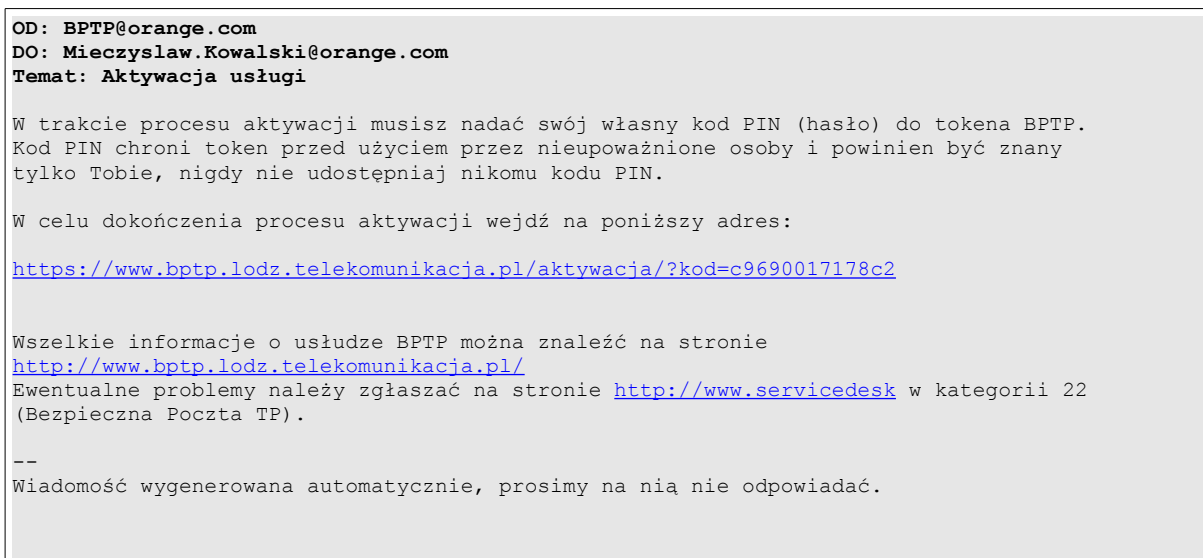 OD: BPTP@orange.com
DO: Mieczyslaw.Kowalski@orange.com
Temat: Aktywacja usługi
W trakcie procesu aktywacji musisz nadać swój własny kod PIN (hasło) do tokena BPTP.
Kod PIN chroni token przed użyciem przez nieupoważnione osoby i powinien być znany
tylko Tobie, nigdy nie udostępniaj nikomu kodu PIN.
W celu dokończenia procesu aktywacji wejdź na poniższy adres:
https://www.bptp.lodz.telekomunikacja.pl/aktywacja/?kod=c9690017178c2
Wszelkie informacje o usłudze BPTP można znaleźć na stronie
http://www.bptp.lodz.telekomunikacja.pl/
Ewentualne problemy należy zgłaszać na stronie http://www.servicedesk w kategorii 22
(Bezpieczna Poczta TP).
--
Wiadomość wygenerowana automatycznie, prosimy na nią nie odpowiadać.